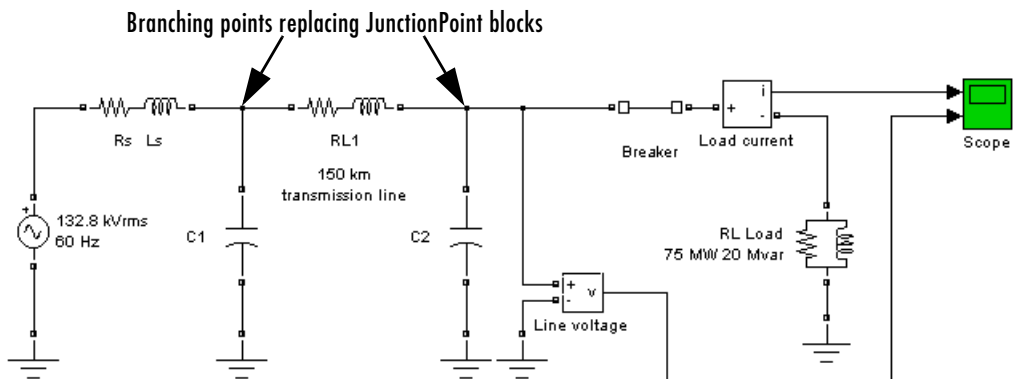 Branching points replacing JunctionPoint blocks
Rs Ls
RL1
150 km
transmission line
Breaker
+
i
-
Load current
Scope
+
132.8 kVrms
60 Hz
C1
C2
RL Load
75 MW 20 Mvar
+
-
v
Line voltage